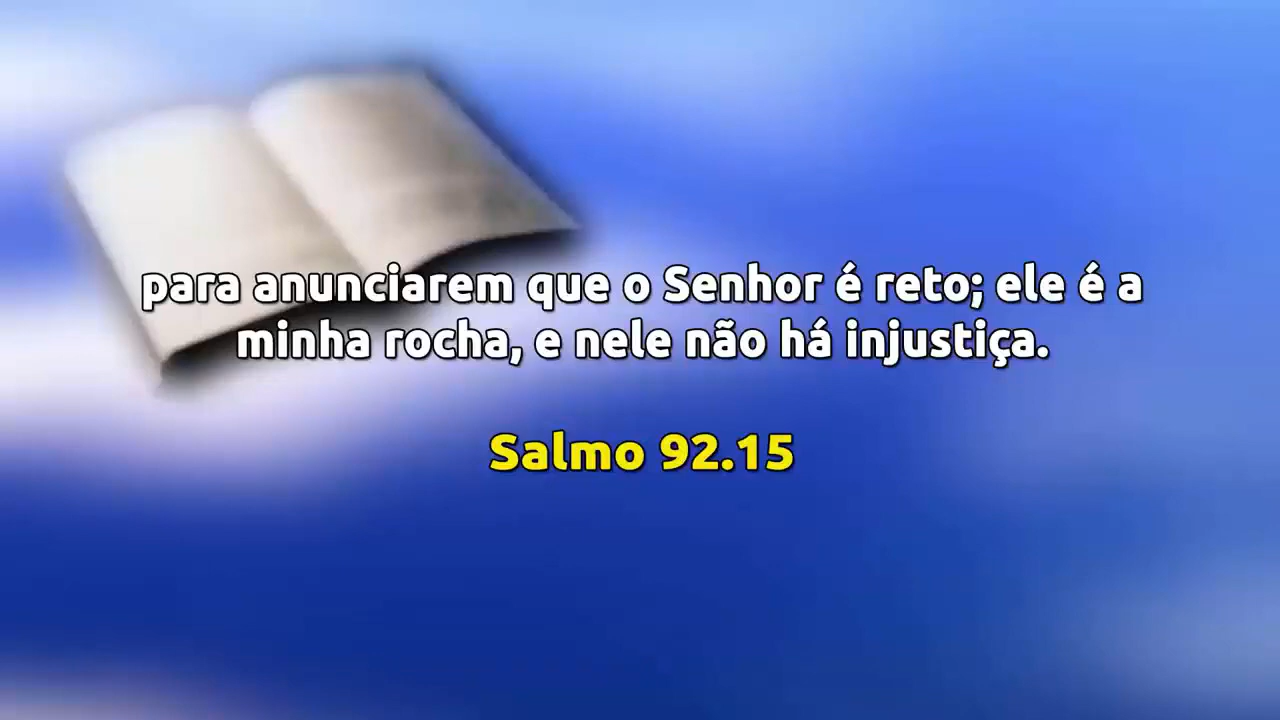 para anunciarem que o Senhor é reto; ele é a
minha rocha, e nele não há injustiça.
Salmo 92.15